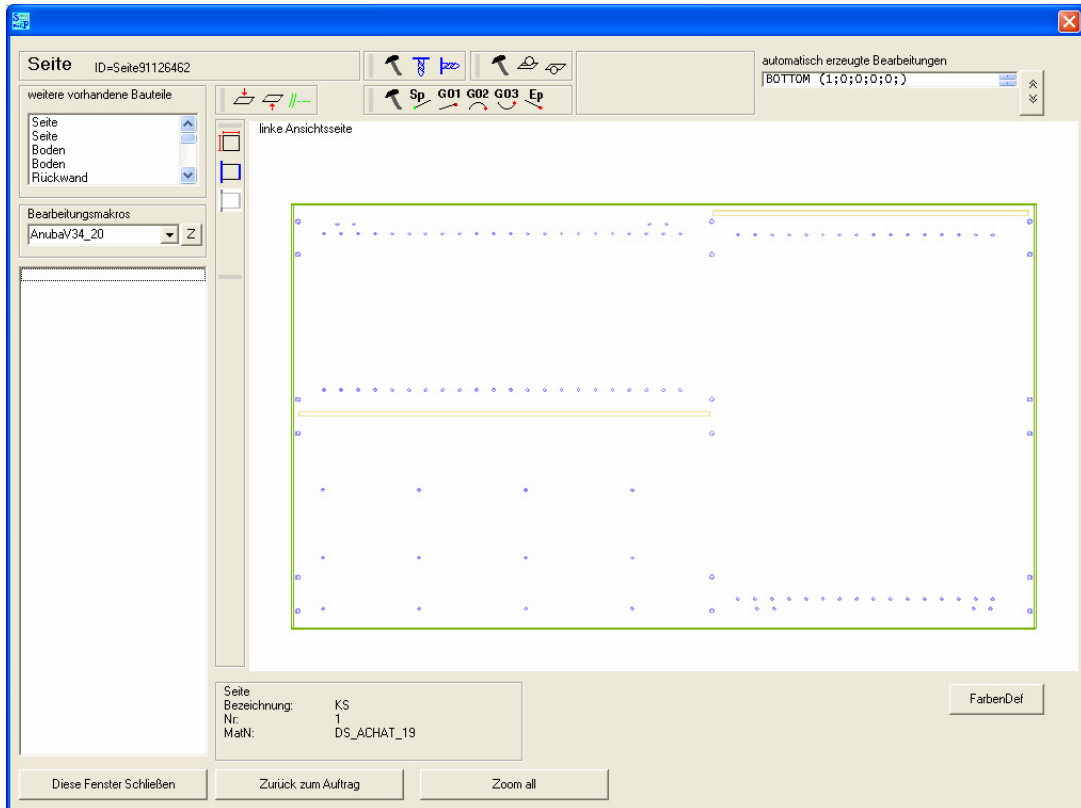 Seite ID=Seite91126462
automatisch erzeugte Bearbeitungen
BOTTOM (1;0;0;0;0;)
weitere vorhandene Bauteile
Seite
Seite
Boden
Boden
Rückwand
Sp G01 G02 G03 Ep
linke Ansichtsseite
Bearbeitungsmakros
AnubaV34_20 Z
Seite
Bezeichnung: KS
Nr: 1
MatN: DS_ACHAT_19
FarbenDef
Diese Fenster Schließen Zurück zum Auftrag Zoom all